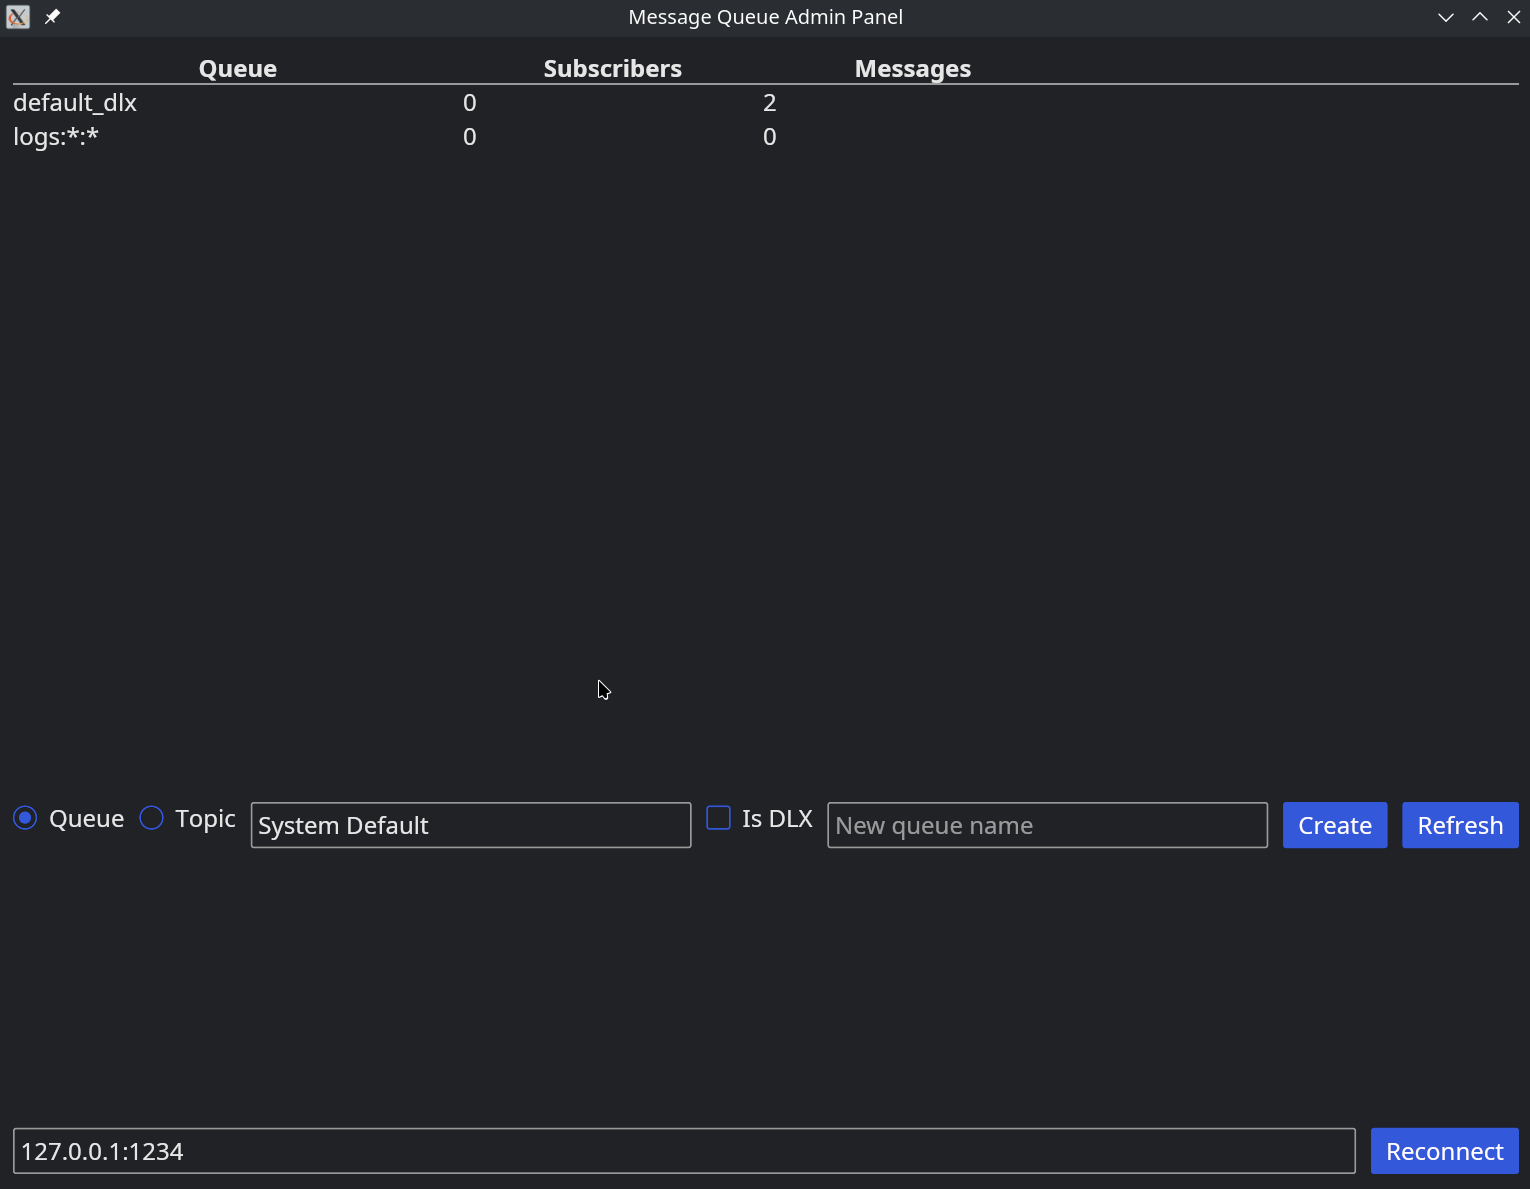 Message Queue Admin Panel
Queue Subscribers Messages
default_dlx 0 2
logs:*:* 0 0
Queue Topic System Default Is DLX New queue name Create Refresh
127.0.0.1:1234 Reconnect